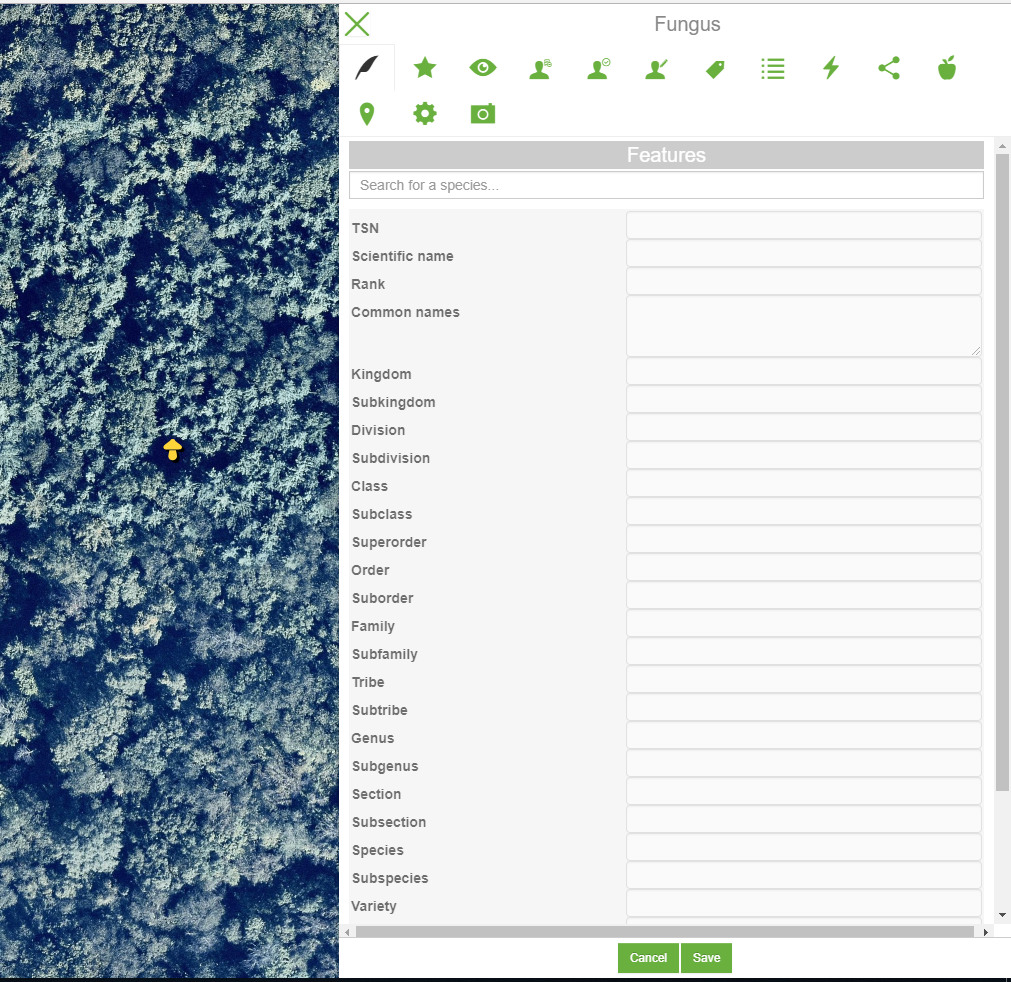 Fungus
Features
Search for a species...
TSN
Scientific name
Rank
Common names
Kingdom
Subkingdom
Division
Subdivision
Class
Subclass
Superorder
Order
Suborder
Family
Subfamily
Tribe
Subtribe
Genus
Subgenus
Section
Subsection
Species
Subspecies
Variety
Cancel Save